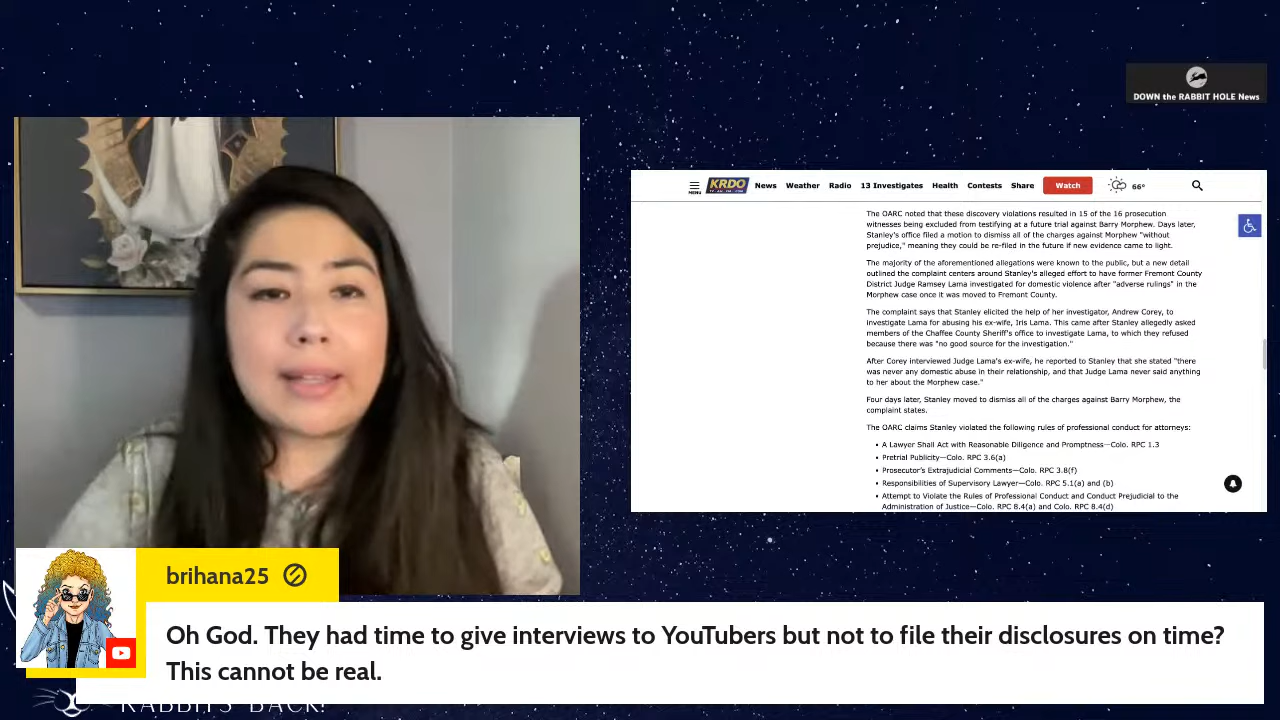 DOWN the RABBIT HOLE News
MENU
KRDO
News Weather Radio 13 Investigates Health Contests Share Watch 66°
The OARC noted that these discovery violations resulted in 15 of the 16 prosecution
witnesses being excluded from testifying at a future trial against Barry Morphew. Days later,
Stanley's office filed a motion to dismiss all of the charges against Morphew "without
prejudice," meaning they could be re-filed in the future if new evidence came to light.
The majority of the aforementioned allegations were known to the public, but a new detail
outlined the complaint centers around Stanley's alleged effort to have former Fremont County
District Judge Ramsey Lama investigated for domestic violence after "adverse rulings" in the
Morphew case once it was moved to Fremont County.
The complaint says that Stanley elicited the help of her investigator, Andrew Corey, to
investigate Lama for abusing his ex-wife, Iris Lama. This came after Stanley allegedly asked
members of the Chaffee County Sheriff's office to investigate Lama, to which they refused
because there was "no good source for the investigation."
After Corey interviewed Judge Lama's ex-wife, he reported to Stanley that she stated "there
was never any domestic abuse in their relationship, and that Judge Lama never said anything
to her about the Morphew case."
Four days later, Stanley moved to dismiss all of the charges against Barry Morphew, the
complaint states.
The OARC claims Stanley violated the following rules of professional conduct for attorneys:
• A Lawyer Shall Act with Reasonable Diligence and Promptness—Colo. RPC 1.3
• Pretrial Publicity—Colo. RPC 3.6(a)
• Prosecutor's Extrajudicial Comments—Colo. RPC 3.8(f)
• Responsibilities of Supervisory Lawyer—Colo. RPC 5.1(a) and (b)
• Attempt to Violate the Rules of Professional Conduct and Conduct Prejudicial to the
Administration of Justice—Colo. RPC 8.4(a) and Colo. RPC 8.4(d)
brihana25
Oh God. They had time to give interviews to YouTubers but not to file their disclosures on time?
This cannot be real.
RABBITS BACK!